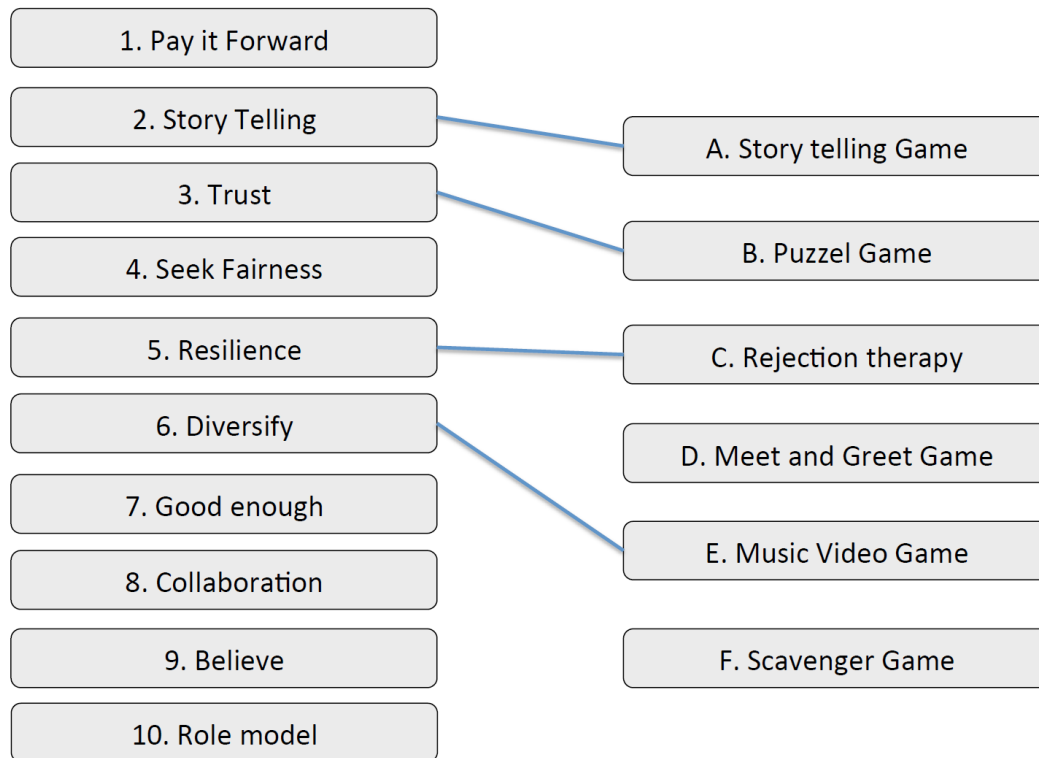 1. Pay it Forward
2. Story Telling
3. Trust
4. Seek Fairness
5. Resilience
6. Diversify
7. Good enough
8. Collaboration
9. Believe
10. Role model
A. Story telling Game
B. Puzzel Game
C. Rejection therapy
D. Meet and Greet Game
E. Music Video Game
F. Scavenger Game